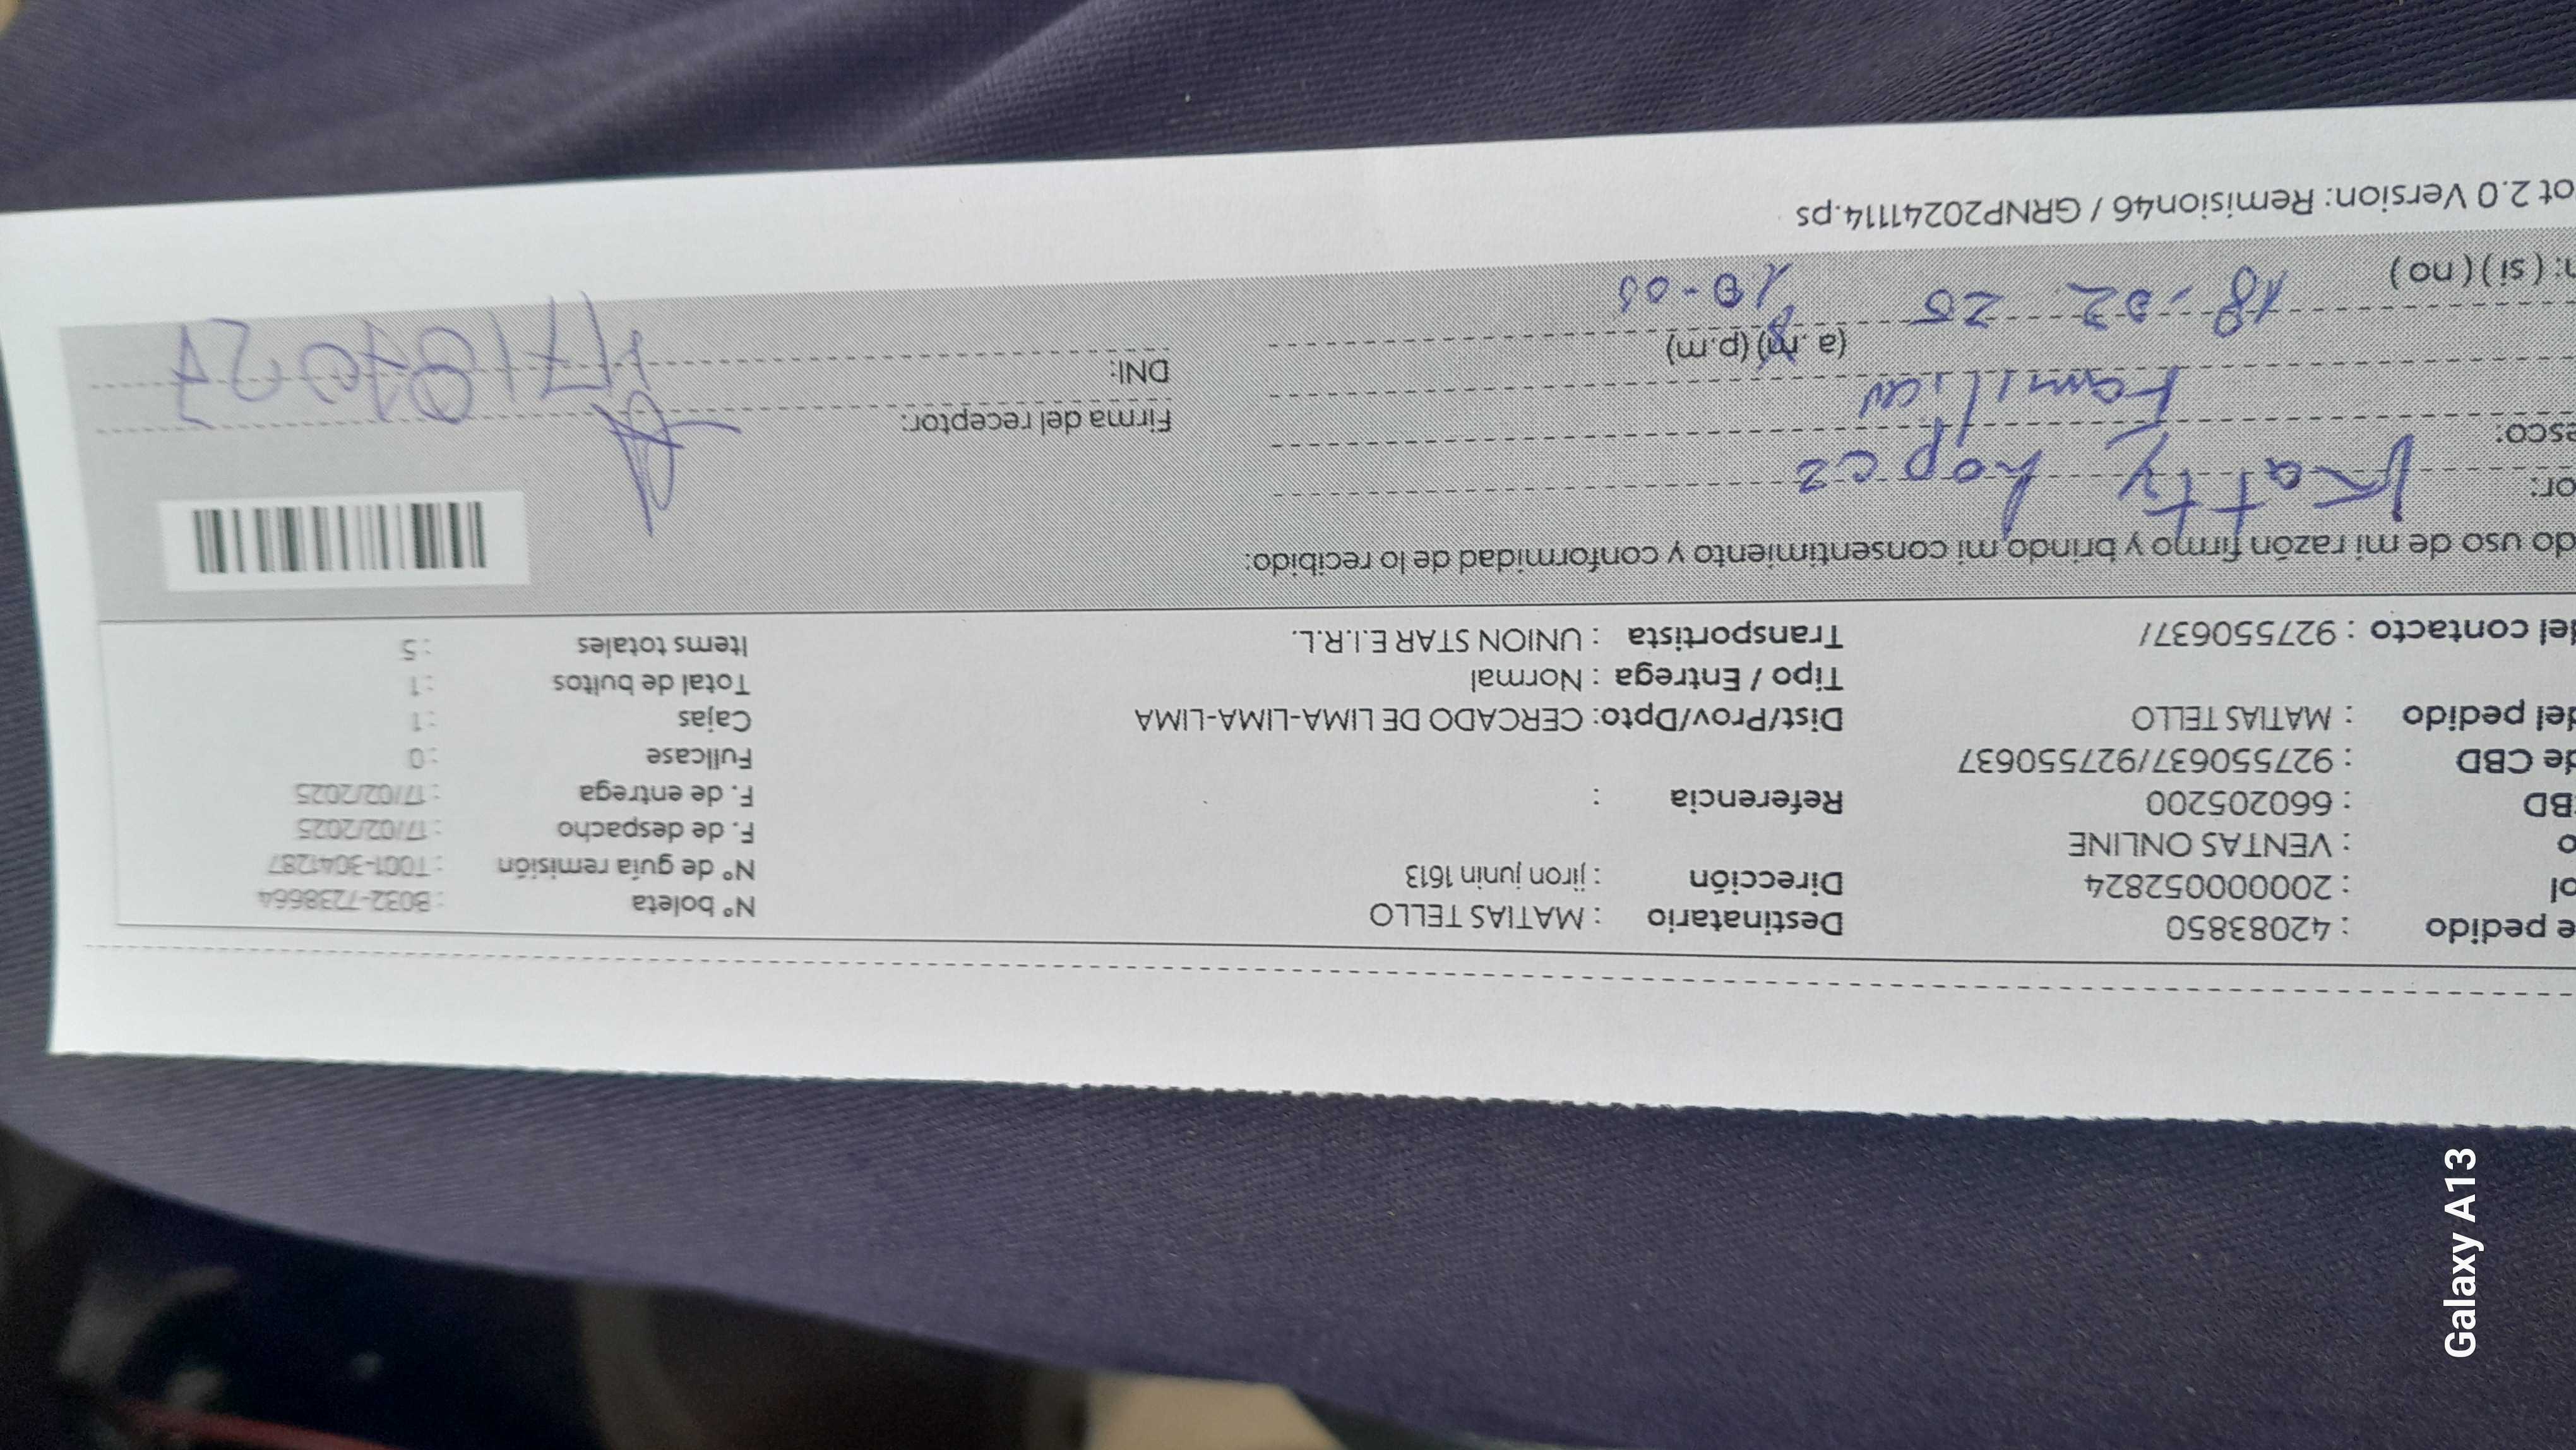 e pedido : 42083850 Destinatario : MATIAS TELLO N° boleta : B032-7238664
ol : 20000005 2824 Dirección : jiron junin 1613 N° de guía remisión : T001-3041287
o : VENTAS ONLINE F. de despacho : 17/02/2025
BD : 660205200 Referencia : F. de entrega : 17/02/2025
de CBD : 927550637/927550637 Fullcase : 0
del pedido : MATIAS TELLO Dist/Prov/Dpto: CERCADO DE LIMA-LIMA-LIMA Cajas : 1
Tipo / Entrega : Normal Total de bultos : 1
el contacto : 927550637/ Transportista : UNION STAR E.I.R.L. Items totales : 5
do uso de mi razón firmo y brindo mi consentimiento y conformidad de lo recibido:
or: Katty Lopez
esco: Familiar Firma del receptor:
(a.m) (p.m) DNI:
18-02 25 10-00
n: ( si ) ( no )
ot 2.0 Version: Remision46 / GRNP20241114.ps
Galaxy A13